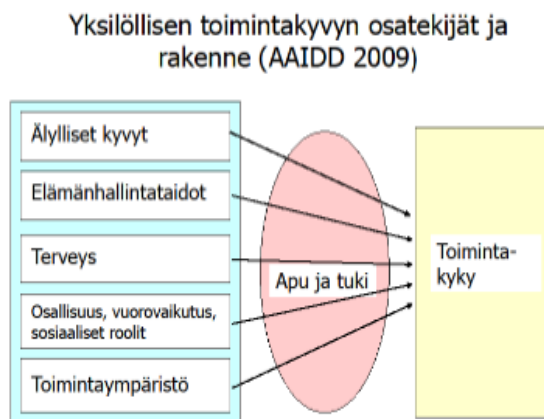 Yksilöllisen toimintakyvyn osatekijät ja
rakenne (AAIDD 2009)
Älylliset kyvyt
Elämänhallintataidot
Terveys
Osallisuus, vuorovaikutus,
sosiaaliset roolit
Toimintaympäristö
Apu ja tuki
Toiminta-
kyky